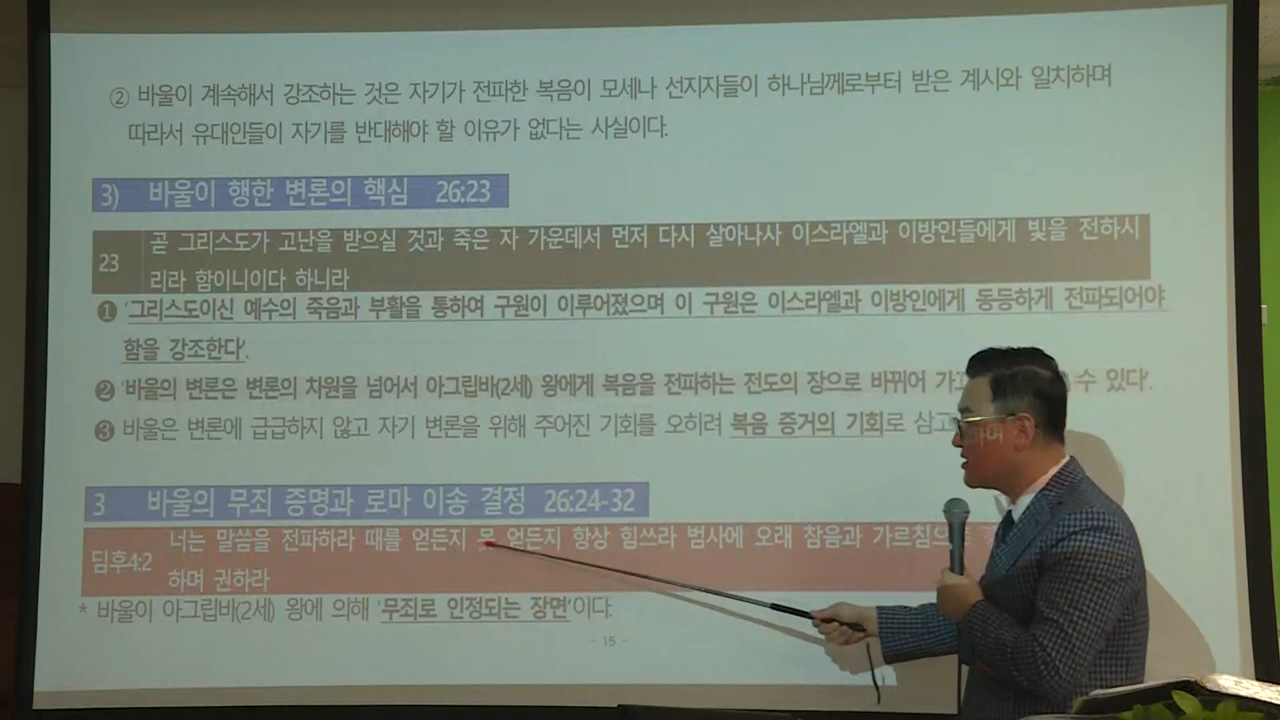 ② 바울이 계속해서 강조하는 것은 자기가 전파한 복음이 모세나 선지자들이 하나님께로부터 받은 계시와 일치하며
따라서 유대인들이 자기를 반대해야 할 이유가 없다는 사실이다.
3) 바울이 행한 변론의 핵심 26:23
23 곧 그리스도가 고난을 받으실 것과 죽은 자 가운데서 먼저 다시 살아나사 이스라엘과 이방인들에게 빛을 전하시
리라 함이니이다 하니라
❶ '그리스도이신 예수의 죽음과 부활을 통하여 구원이 이루어졌으며 이 구원은 이스라엘과 이방인에게 동등하게 전파되어야
함을 강조한다'.
❷ '바울의 변론은 변론의 차원을 넘어서 아그립바(2세) 왕에게 복음을 전파하는 전도의 장으로 바뀌어 수 있다'.
❸ 바울은 변론에 급급하지 않고 자기 변론을 위해 주어진 기회를 오히려 복음 증거의 기회로 삼고
3 바울의 무죄 증명과 로마 이송 결정 26:24-32
딤후4:2 너는 말씀을 전파하라 때를 얻든지 얻든지 항상 힘쓰라 범사에 오래 참음과 가르침으로
하며 권하라
* 바울이 아그립바(2세) 왕에 의해 '무죄로 인정되는 장면'이다.
- 15 -